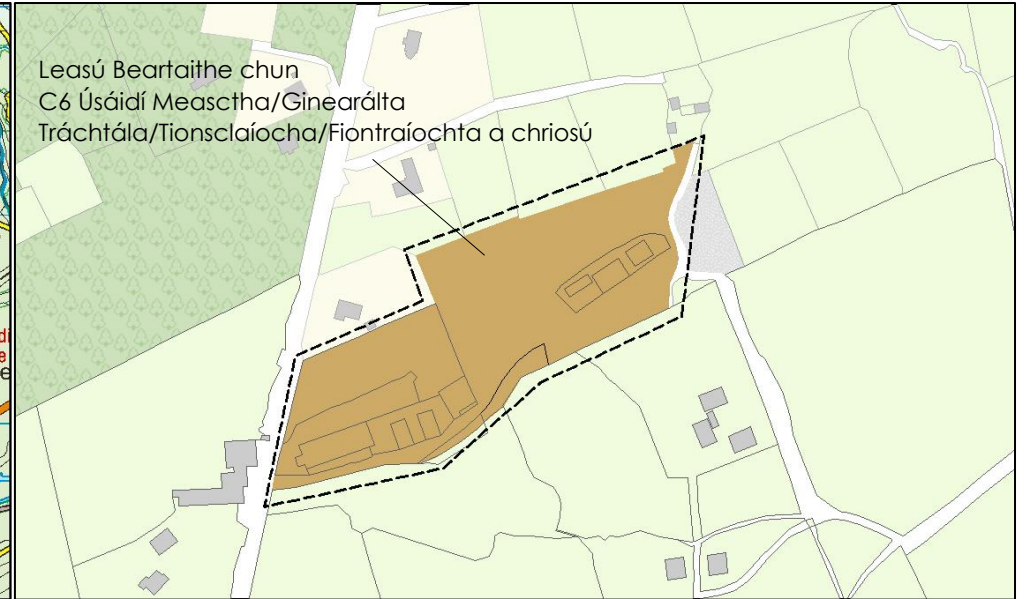 Leasú Beartaithe chun
C6 Úsáidí Measctha/Ginearálta
Tráchtála/Tionsclaíocha/Fiontraíochta a chriosú